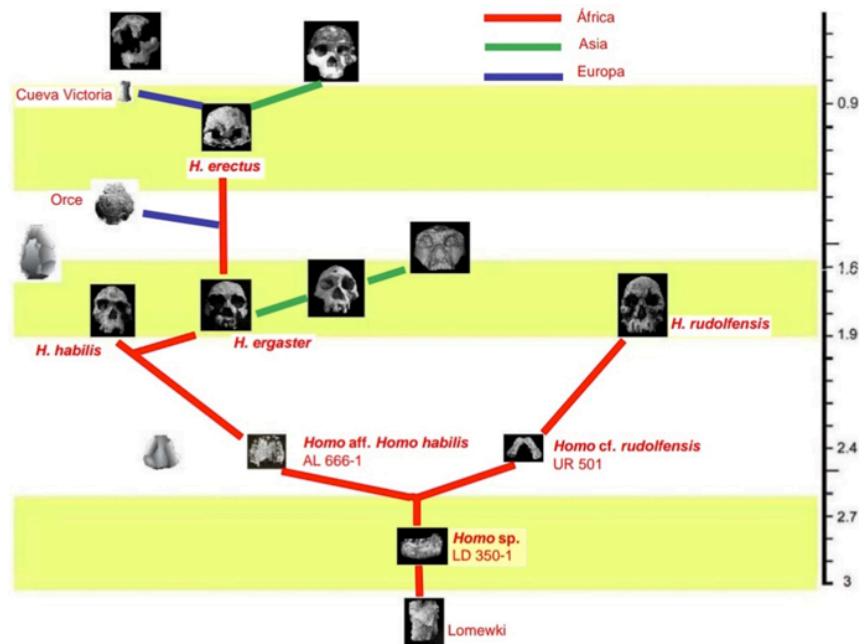 África
Asia
Europa
Cueva Victoria
0.9
H. erectus
Orce
1.6
H. rudolfensis
1.9
H. habilis
H. ergaster
Homo aff. Homo habilis
AL 666-1
Homo cf. rudolfensis
UR 501
2.4
2.7
Homo sp.
LD 350-1
3
Lomewki